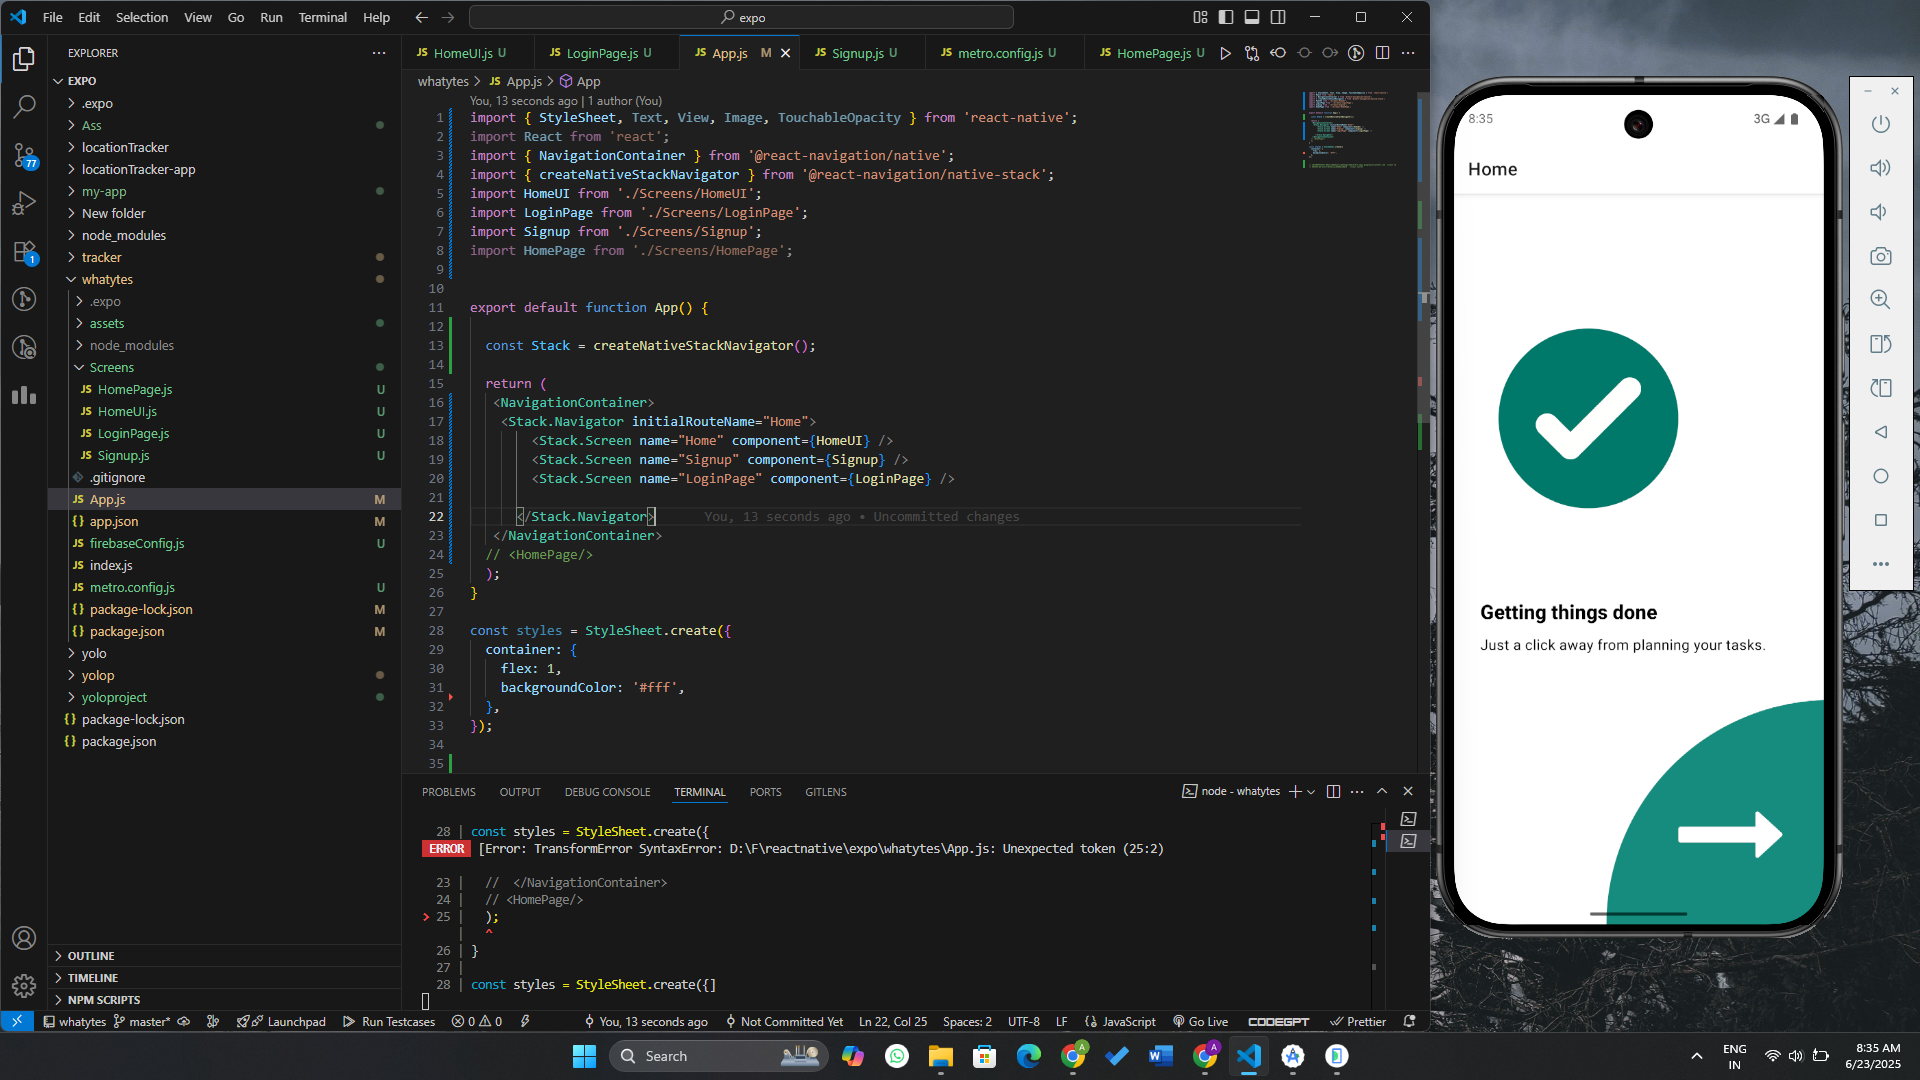 File Edit Selection View Go Run Terminal Help
expo
EXPLORER
EXPO
.expo
Ass
locationTracker
locationTracker-app
my-app
New folder
node_modules
tracker
whatytes
.expo
assets
node_modules
Screens
JS HomePage.js U
JS HomeUI.js U
JS LoginPage.js U
JS Signup.js U
.gitignore
JS App.js M
{} app.json M
JS firebaseConfig.js U
JS index.js
JS metro.config.js U
{} package-lock.json M
{} package.json M
yolo
yolop
yoloproject
{} package-lock.json
{} package.json
77
1
OUTLINE
TIMELINE
NPM SCRIPTS
JS HomeUI.js U JS LoginPage.js U JS App.js M JS Signup.js U JS metro.config.js U JS HomePage.js U
whatytes > JS App.js > App
You, 13 seconds ago | 1 author (You)
1 import { StyleSheet, Text, View, Image, TouchableOpacity } from 'react-native';
2 import React from 'react';
3 import { NavigationContainer } from '@react-navigation/native';
4 import { createNativeStackNavigator } from '@react-navigation/native-stack';
5 import HomeUI from './Screens/HomeUI';
6 import LoginPage from './Screens/LoginPage';
7 import Signup from './Screens/Signup';
8 import HomePage from './Screens/HomePage';
9
10
11 export default function App() {
12
13 const Stack = createNativeStackNavigator();
14
15 return (
16 <NavigationContainer>
17 <Stack.Navigator initialRouteName="Home">
18 <Stack.Screen name="Home" component={HomeUI} />
19 <Stack.Screen name="Signup" component={Signup} />
20 <Stack.Screen name="LoginPage" component={LoginPage} />
21
22 </Stack.Navigator> You, 13 seconds ago • Uncommitted changes
23 </NavigationContainer>
24 // <HomePage/>
25 );
26 }
27
28 const styles = StyleSheet.create({
29 container: {
30 flex: 1,
31 backgroundColor: '#fff',
32 },
33 });
34
35
PROBLEMS OUTPUT DEBUG CONSOLE TERMINAL PORTS GITLENS
node - whatytes
28 | const styles = StyleSheet.create({
ERROR [Error: TransformError SyntaxError: D:\F\reactnative\expo\whatytes\App.js: Unexpected token (25:2)
23 | // </NavigationContainer>
24 | // <HomePage/>
> 25 | );
| ^
26 | }
27 |
28 | const styles = StyleSheet.create({]
whatytes master* Launchpad Run Testcases 0 0 You, 13 seconds ago Not Committed Yet Ln 22, Col 25 Spaces: 2 UTF-8 LF {} JavaScript Go Live CODEGPT Prettier
8:35 3G
Home
Getting things done
Just a click away from planning your tasks.
Search
A
A
ENG
IN
8:35 AM
6/23/2025